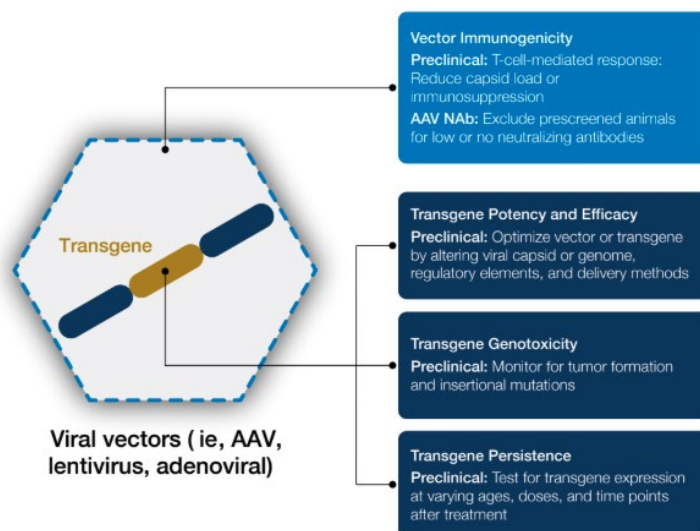 Vector Immunogenicity
Preclinical: T-cell-mediated response:
Reduce capsid load or
immunosuppression
AAV NAb: Exclude prescreened animals
for low or no neutralizing antibodies
Transgene
Transgene Potency and Efficacy
Preclinical: Optimize vector or transgene
by altering viral capsid or genome,
regulatory elements, and delivery methods
Transgene Genotoxicity
Preclinical: Monitor for tumor formation
and insertional mutations
Viral vectors ( ie, AAV,
lentivirus, adenoviral)
Transgene Persistence
Preclinical: Test for transgene expression
at varying ages, doses, and time points
after treatment